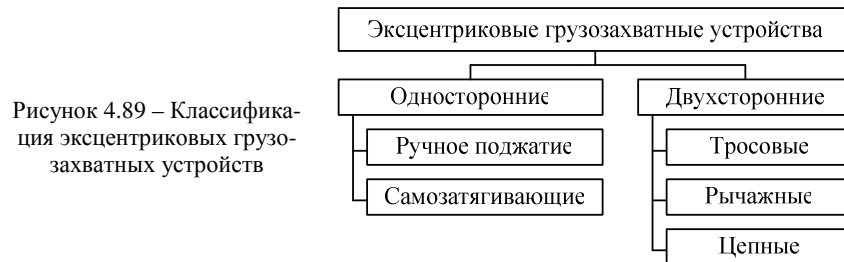 Эксцентриковые грузозахватные устройства
Рисунок 4.89 – Классифика-
ция эксцентриковых грузо-
захватных устройств
Односторонние
Двухсторонние
Ручное поджатие
Тросовые
Самозатягивающие
Рычажные
Цепные